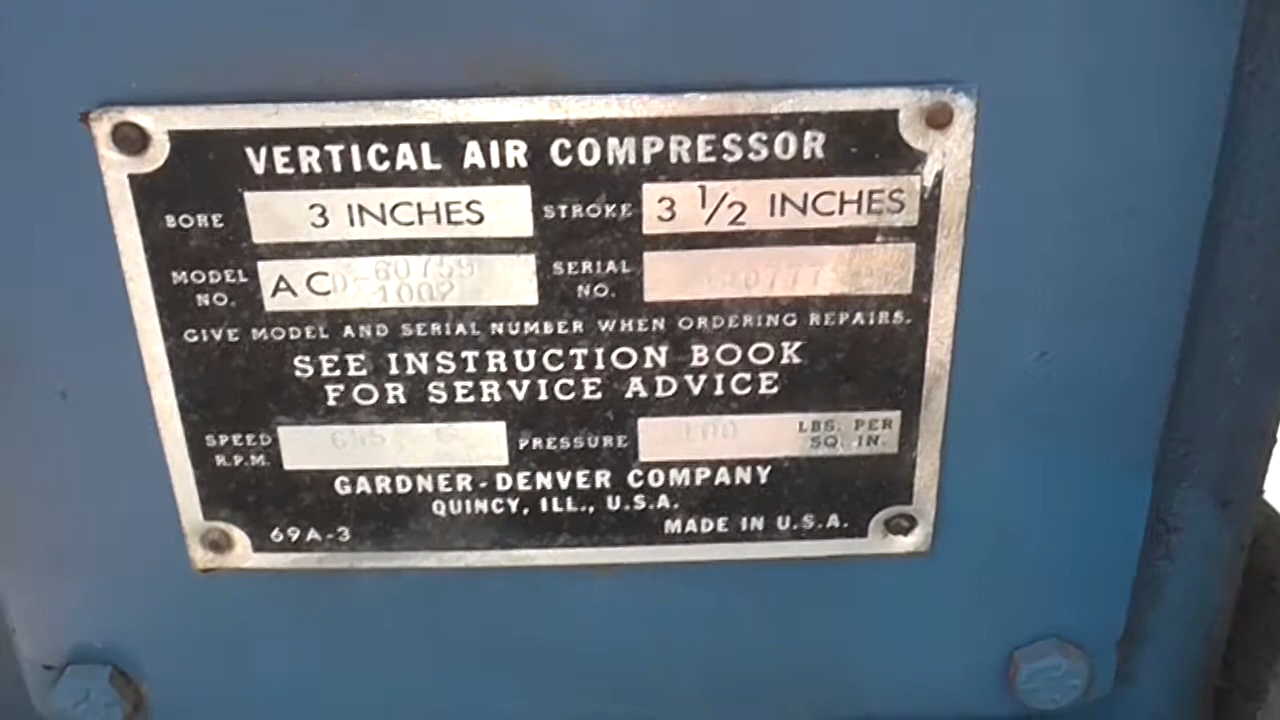 VERTICAL AIR COMPRESSOR
BORE 3 INCHES STROKE 3 1/2 INCHES
MODEL NO. ACD-60759 1002 SERIAL NO.
GIVE MODEL AND SERIAL NUMBER WHEN ORDERING REPAIRS.
SEE INSTRUCTION BOOK
FOR SERVICE ADVICE
SPEED R.P.M. PRESSURE 100 LBS. PER SQ. IN.
GARDNER-DENVER COMPANY
QUINCY, ILL., U.S.A.
69A-3 MADE IN U.S.A.